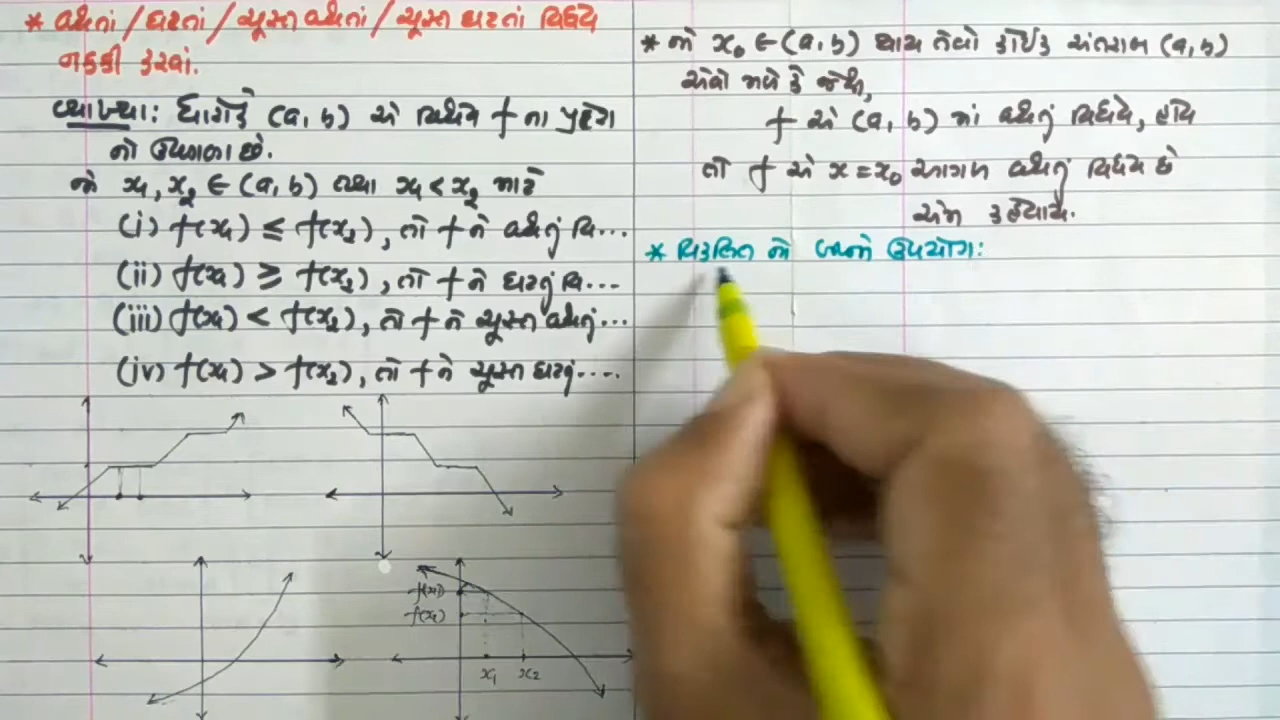 * વધતાં / ઘટતાં / ચુસ્ત વધતાં / ચુસ્ત ઘટતાં વિધેય
નક્કી કરવાં.
વ્યાખ્યા: ધારોકે (a, b) એ વિધેય f ના પ્રદેશ
નો ઉપગણ છે.
જો x₁, x₂ ∈ (a, b) તથા x₁ < x₂ માટે
(i) f(x₁) ≤ f(x₂), તો f ને વધતું વિ...
(ii) f(x₁) ≥ f(x₂), તો f ને ઘટતું વિ...
(iii) f(x₁) < f(x₂), તો f ને ચુસ્ત વધતું...
(iv) f(x₁) > f(x₂), તો f ને ચુસ્ત ઘટતું....
f(x₁)
f(x₂)
x₁ x₂
* જો x₀ ∈ (a, b) થાય તેવો કોઈક અંતરાલ (a, b)
એવો મળે કે જેથી,
f એ (a, b) માં વધતું વિધેય, હોય
તો f એ x = x₀ આગળ વધતું વિધેય છે
એમ કહેવાય.
* વિકલિત નો ઉપયોગ: